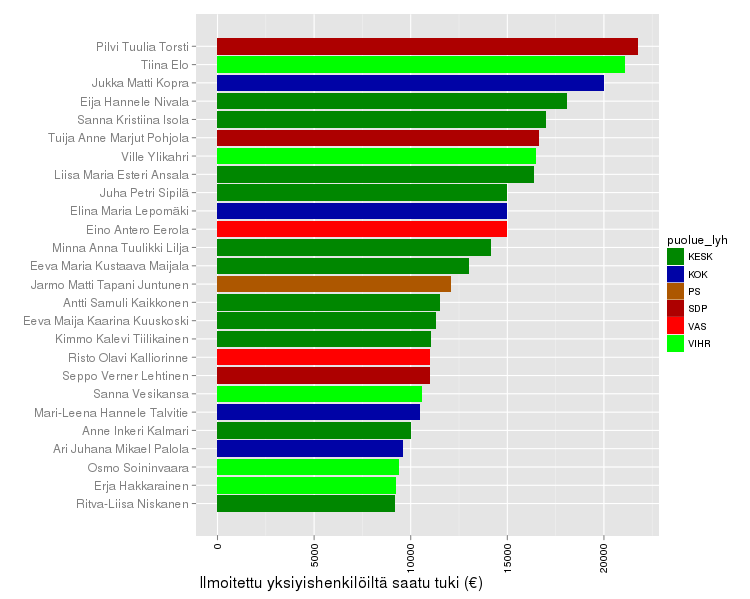 Pilvi Tuulia Torsti
Tiina Elo
Jukka Matti Kopra
Eija Hannele Nivala
Sanna Kristiina Isola
Tuija Anne Marjut Pohjola
Ville Ylikahri
Liisa Maria Esteri Ansala
Juha Petri Sipilä
Elina Maria Lepomäki
Eino Antero Eerola
Minna Anna Tuulikki Lilja
Eeva Maria Kustaava Maijala
Jarmo Matti Tapani Juntunen
Antti Samuli Kaikkonen
Eeva Maija Kaarina Kuuskoski
Kimmo Kalevi Tiilikainen
Risto Olavi Kalliorinne
Seppo Verner Lehtinen
Sanna Vesikansa
Mari-Leena Hannele Talvitie
Anne Inkeri Kalmari
Ari Juhana Mikael Palola
Osmo Soininvaara
Erja Hakkarainen
Ritva-Liisa Niskanen
0
5000
10000
15000
20000
Ilmoitettu yksiyishenkilöiltä saatu tuki (€)
puolue_lyh
KESK
KOK
PS
SDP
VAS
VIHR